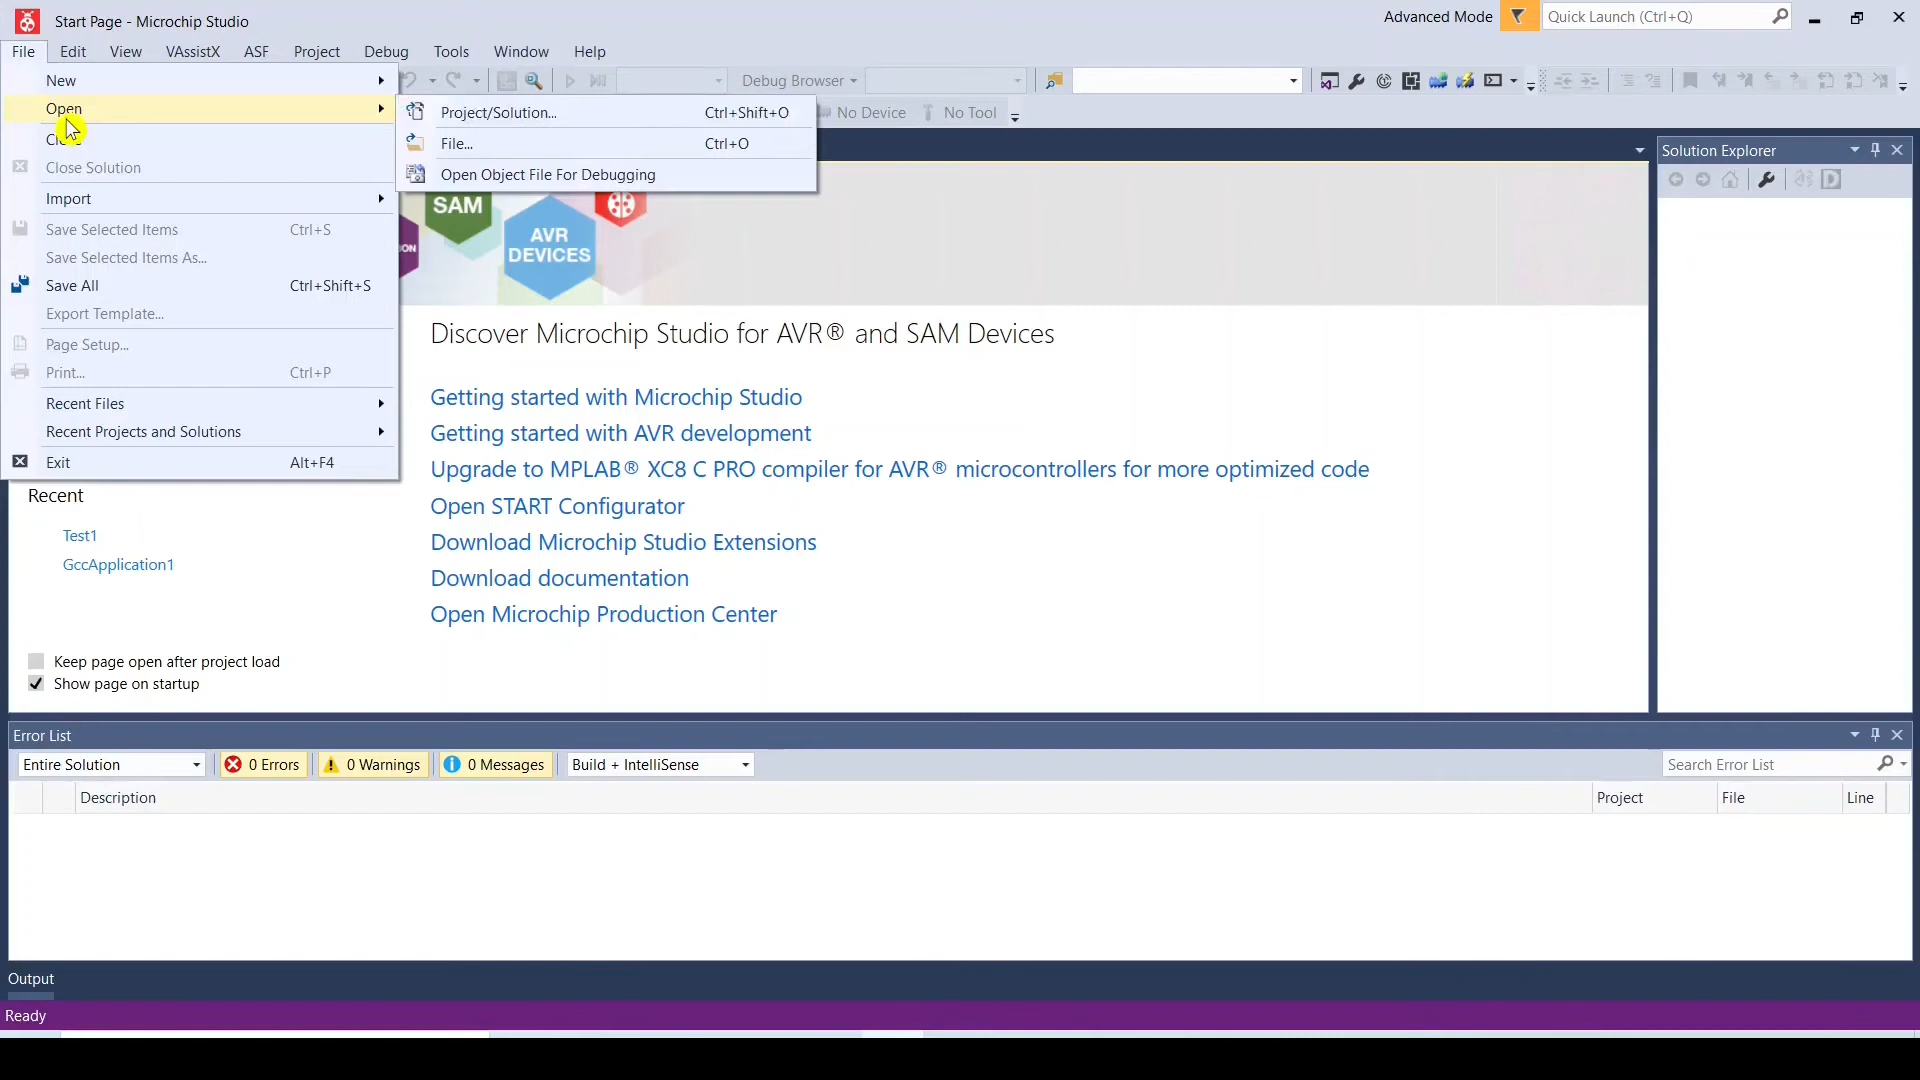 Start Page - Microchip Studio
Advanced Mode
Quick Launch (Ctrl+Q)
File Edit View VAssistX ASF Project Debug Tools Window Help
New
Debug Browser
Open
Project/Solution... Ctrl+Shift+O
No Device No Tool
File... Ctrl+O
Close Solution
Open Object File For Debugging
Solution Explorer
Import
Save Selected Items Ctrl+S
Save Selected Items As...
Save All Ctrl+Shift+S
Export Template...
Page Setup...
Print... Ctrl+P
Recent Files
Recent Projects and Solutions
Exit Alt+F4
SAM
AVR
DEVICES
ON
Discover Microchip Studio for AVR® and SAM Devices
Getting started with Microchip Studio
Getting started with AVR development
Upgrade to MPLAB® XC8 C PRO compiler for AVR® microcontrollers for more optimized code
Open START Configurator
Download Microchip Studio Extensions
Download documentation
Open Microchip Production Center
Recent
Test1
GccApplication1
Keep page open after project load
Show page on startup
Error List
Entire Solution 0 Errors 0 Warnings 0 Messages Build + IntelliSense Search Error List
Description Project File Line
Output
Ready